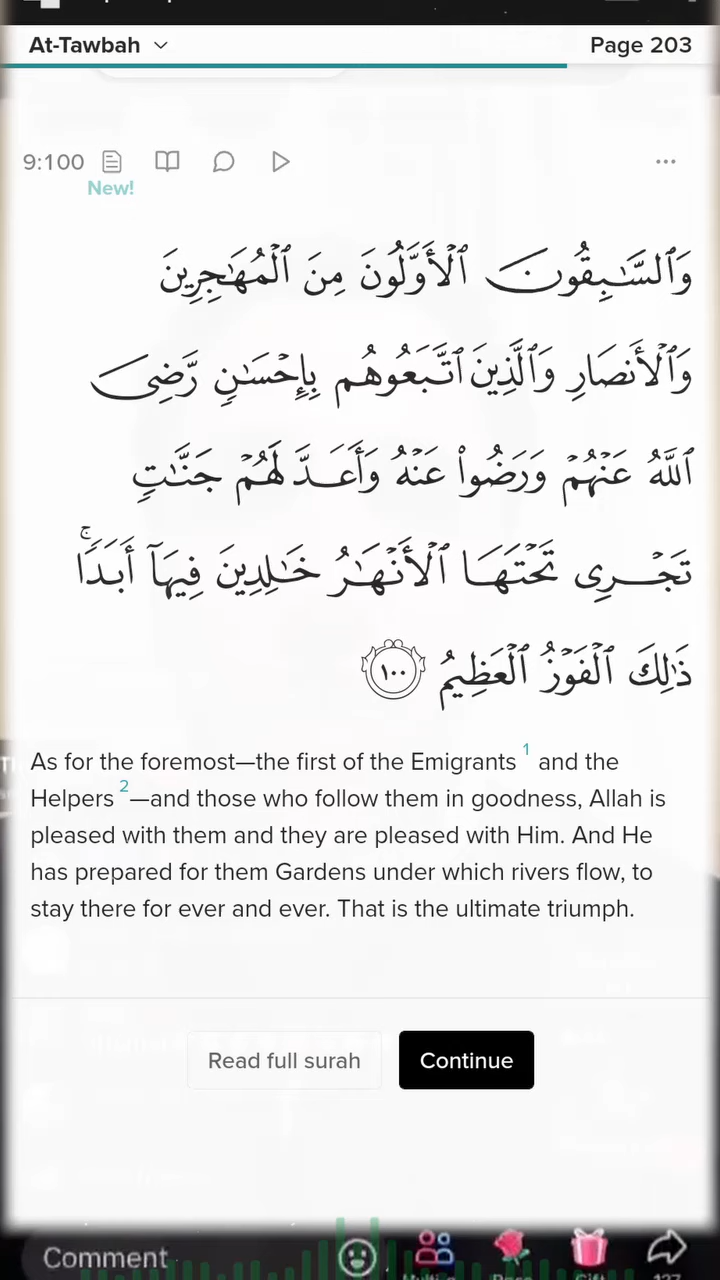 At-Tawbah
Page 203
9:100
New!
وَٱلسَّـٰبِقُونَ ٱلْأَوَّلُونَ مِنَ ٱلْمُهَـٰجِرِينَ
وَٱلْأَنصَارِ وَٱلَّذِينَ ٱتَّبَعُوهُم بِإِحْسَـٰنٍ رَّضِىَ
ٱللَّهُ عَنْهُمْ وَرَضُوا۟ عَنْهُ وَأَعَدَّ لَهُمْ جَنَّـٰتٍ
تَجْرِى تَحْتَهَا ٱلْأَنْهَـٰرُ خَـٰلِدِينَ فِيهَآ أَبَدًا ۚ
ذَٰلِكَ ٱلْفَوْزُ ٱلْعَظِيمُ ١٠٠
As for the foremost—the first of the Emigrants 1 and the
Helpers 2—and those who follow them in goodness, Allah is
pleased with them and they are pleased with Him. And He
has prepared for them Gardens under which rivers flow, to
stay there for ever and ever. That is the ultimate triumph.
Read full surah
Continue
Comment